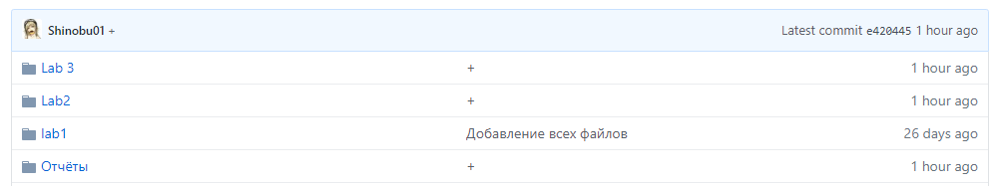 Shinobu01 + Latest commit e420445 1 hour ago
Lab 3 + 1 hour ago
Lab2 + 1 hour ago
lab1 Добавление всех файлов 26 days ago
Отчёты + 1 hour ago